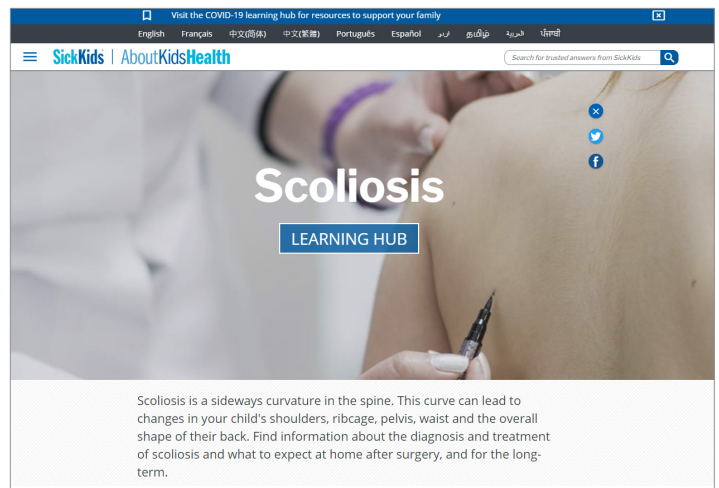 Visit the COVID-19 learning hub for resources to support your family
English Français 中文(简体) 中文(繁體) Português Español اردو தமிழ் العربية ਪੰਜਾਬੀ
SickKids | AboutKidsHealth
Search for trusted answers from SickKids
Scoliosis
LEARNING HUB
Scoliosis is a sideways curvature in the spine. This curve can lead to
changes in your child's shoulders, ribcage, pelvis, waist and the overall
shape of their back. Find information about the diagnosis and treatment
of scoliosis and what to expect at home after surgery, and for the long-
term.